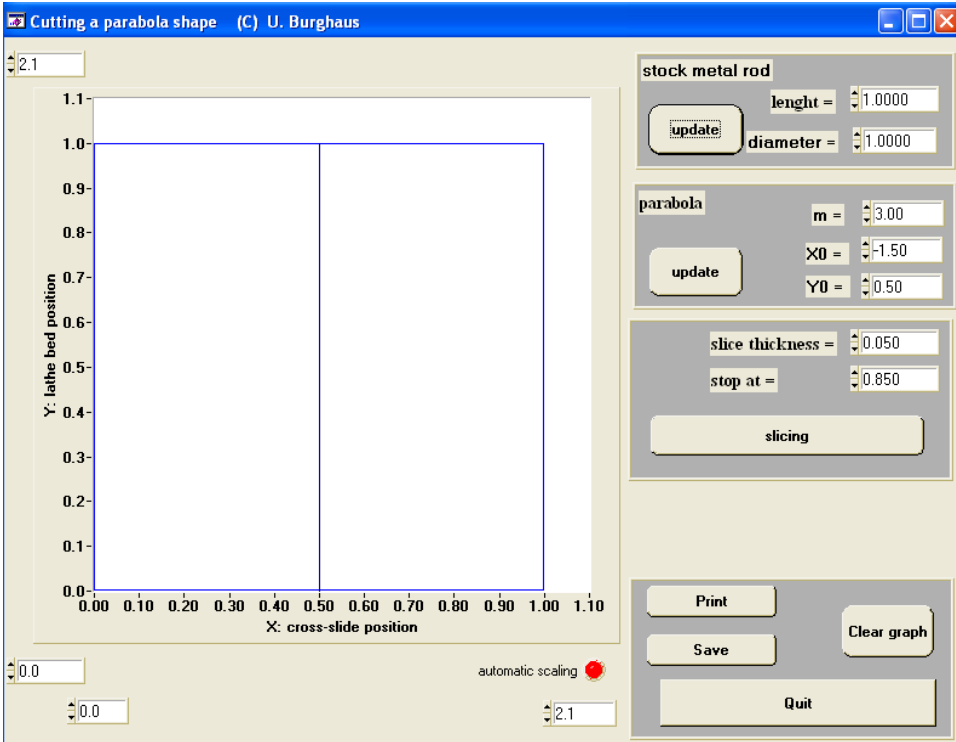 Cutting a parabola shape (C) U. Burghaus
2.1
stock metal rod
lenght = 1.0000
update
diameter = 1.0000
parabola
m = 3.00
X0 = -1.50
update
Y0 = 0.50
slice thickness = 0.050
stop at = 0.850
slicing
1.1
1.0
0.9
0.8
0.7
0.6
0.5
0.4
0.3
0.2
0.1
0.0
Y: lathe bed position
0.00 0.10 0.20 0.30 0.40 0.50 0.60 0.70 0.80 0.90 1.00 1.10
X: cross-slide position
0.0
automatic scaling
0.0
2.1
Print
Save
Clear graph
Quit